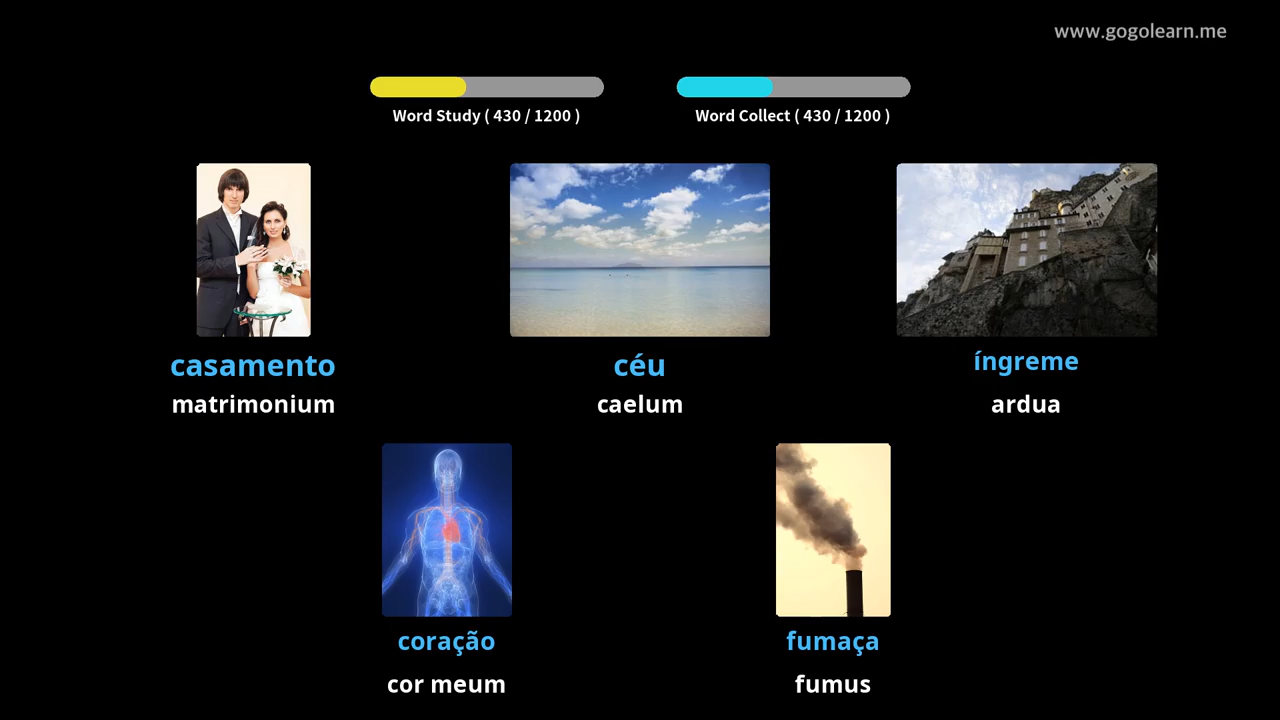 www.gogolearn.me
Word Study ( 430 / 1200 )
Word Collect ( 430 / 1200 )
casamento
matrimonium
céu
caelum
íngreme
ardua
coração
cor meum
fumaça
fumus